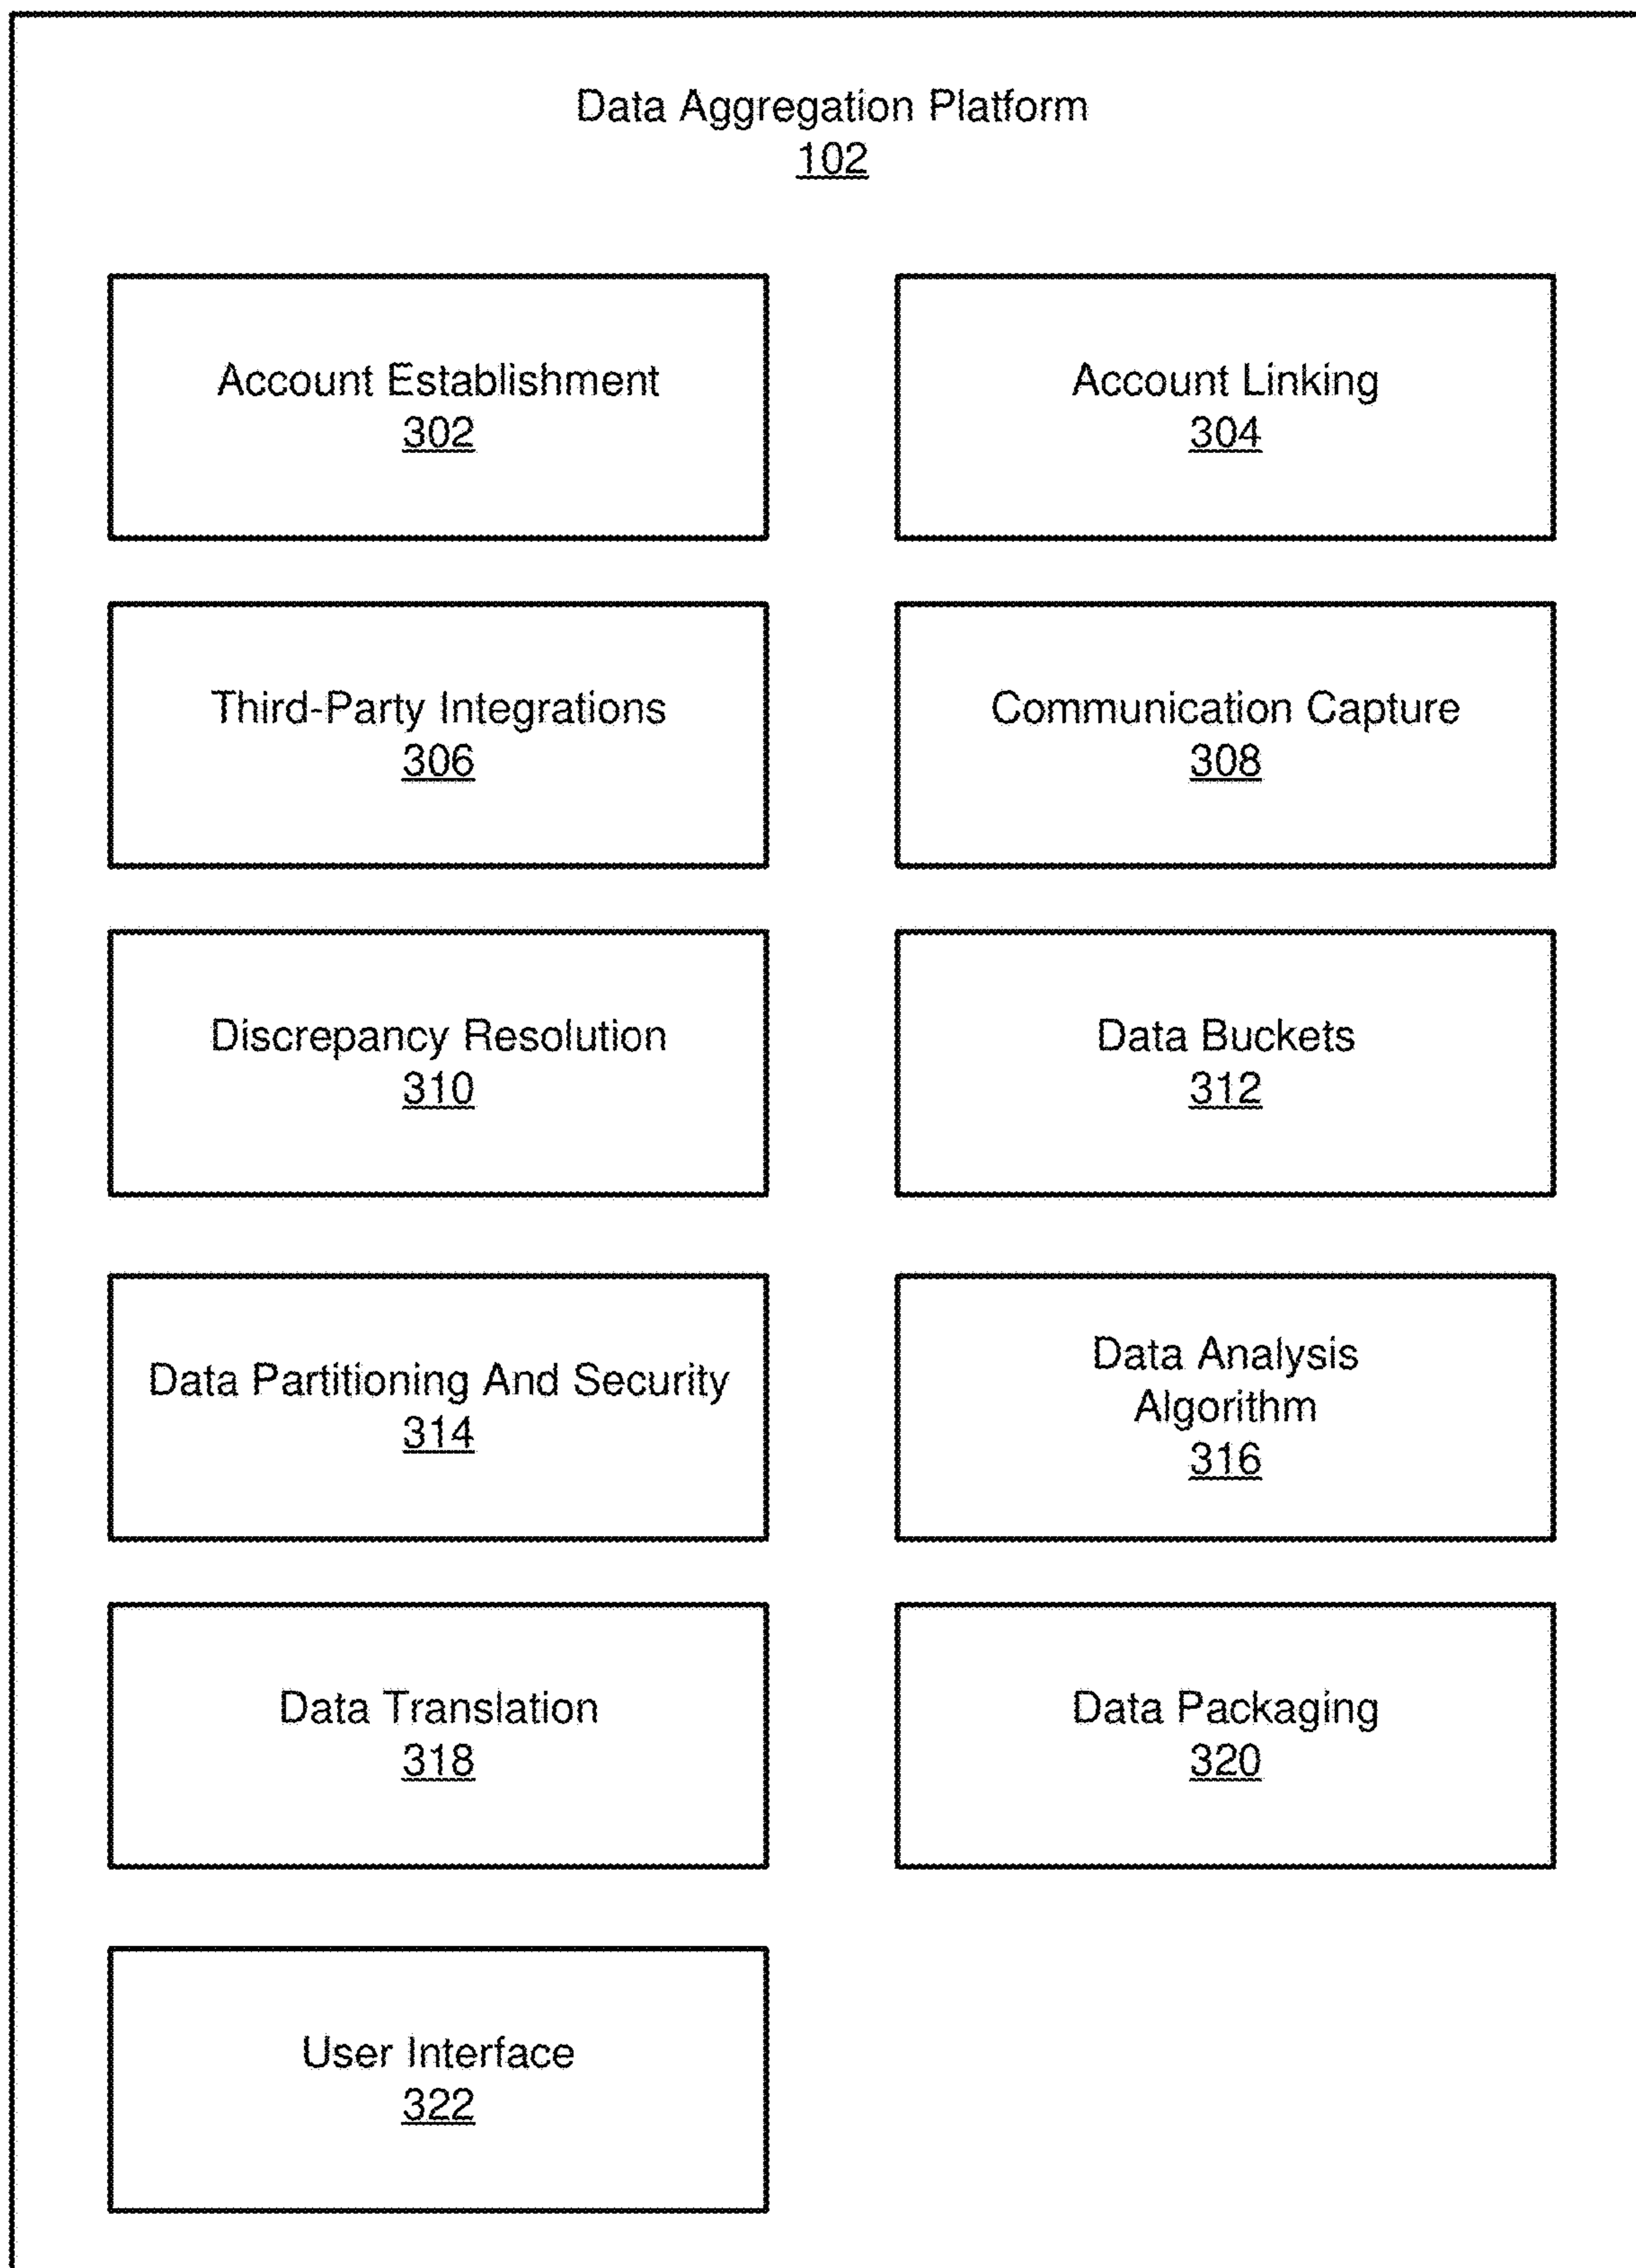 Data Aggregation Platform
102
Account Establishment
302
Account Linking
304
Third-Party Integrations
306
Communication Capture
308
Discrepancy Resolution
310
Data Buckets
312
Data Partitioning And Security
314
Data Analysis
Algorithm
316
Data Translation
318
Data Packaging
320
User Interface
322